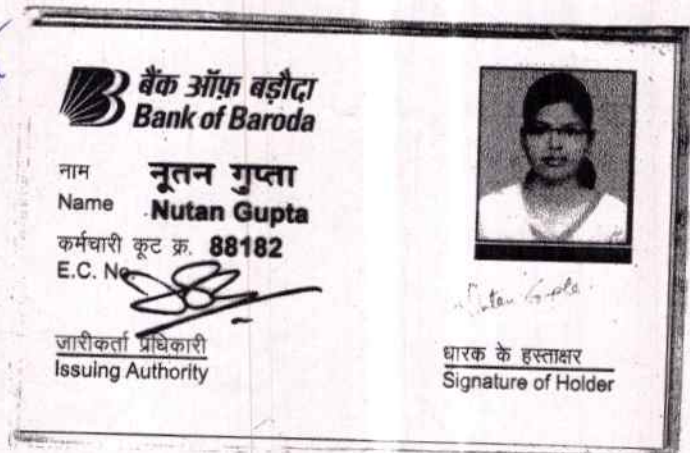 बैंक ऑफ़ बड़ौदा
Bank of Baroda
नाम नूतन गुप्ता
Name Nutan Gupta
कर्मचारी कूट क्र. 88182
E.C. No
जारीकर्ता प्राधिकारी
Issuing Authority
Nutan Gupta
धारक के हस्ताक्षर
Signature of Holder